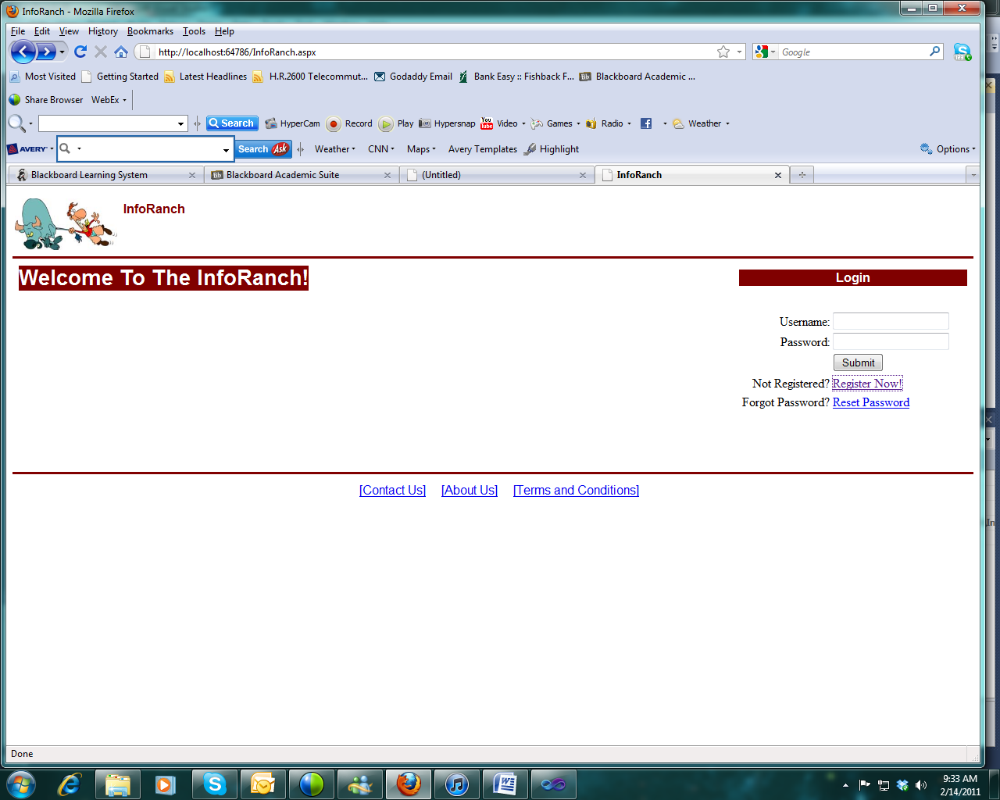 InfoRanch - Mozilla Firefox
File Edit View History Bookmarks Tools Help
http://localhost:64786/InfoRanch.aspx Google
Most Visited Getting Started Latest Headlines H.R.2600 Telecommut... Godaddy Email Bank Easy :: Fishback F... Bb Blackboard Academic ...
Share Browser WebEx
Search HyperCam Record Play Hypersnap You Tube Video Games Radio Weather
AVERY Search Ask Weather CNN Maps Avery Templates Highlight Options
Blackboard Learning System Bb Blackboard Academic Suite (Untitled) InfoRanch
InfoRanch
Welcome To The InfoRanch!
Login
Username:
Password:
Submit
Not Registered? Register Now!
Forgot Password? Reset Password
[Contact Us] [About Us] [Terms and Conditions]
Done
9:33 AM
2/14/2011